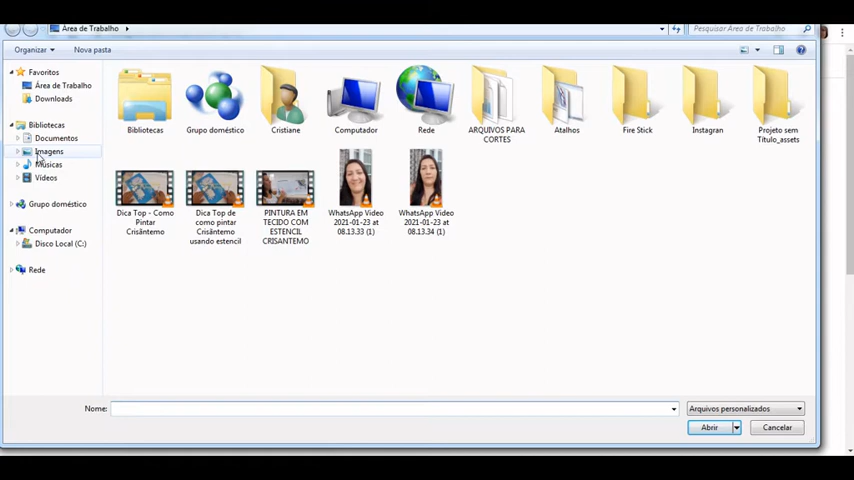 Área de Trabalho
Pesquisar Área de Trabalho
Organizar
Nova pasta
Favoritos
Área de Trabalho
Downloads
Bibliotecas
Documentos
Imagens
Músicas
Vídeos
Grupo doméstico
Computador
Disco Local (C:)
Rede
Bibliotecas
Grupo doméstico
Cristiane
Computador
Rede
ARQUIVOS PARA
CORTES
Atalhos
Fire Stick
Instagran
Projeto sem
Título_assets
Dica Top - Como
Pintar
Crisântemo
Dica Top de
como pintar
Crisântemo
usando estencil
PINTURA EM
TECIDO COM
ESTENCIL
CRISANTEMO
WhatsApp Video
2021-01-23 at
08.13.33 (1)
WhatsApp Video
2021-01-23 at
08.13.34 (1)
Nome:
Arquivos personalizados
Abrir
Cancelar